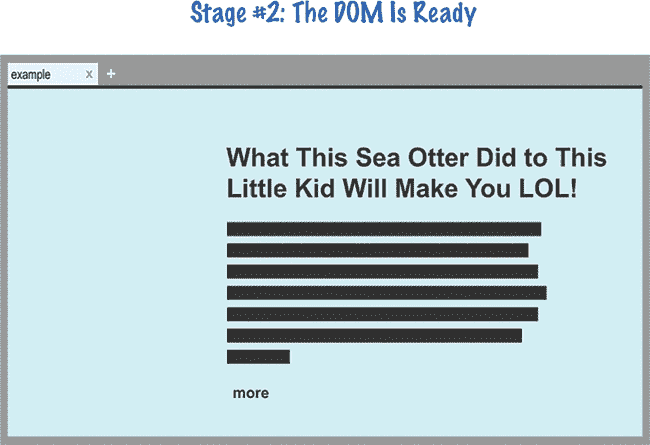 Stage #2: The DOM Is Ready
example x +
What This Sea Otter Did to This
Little Kid Will Make You LOL!
more